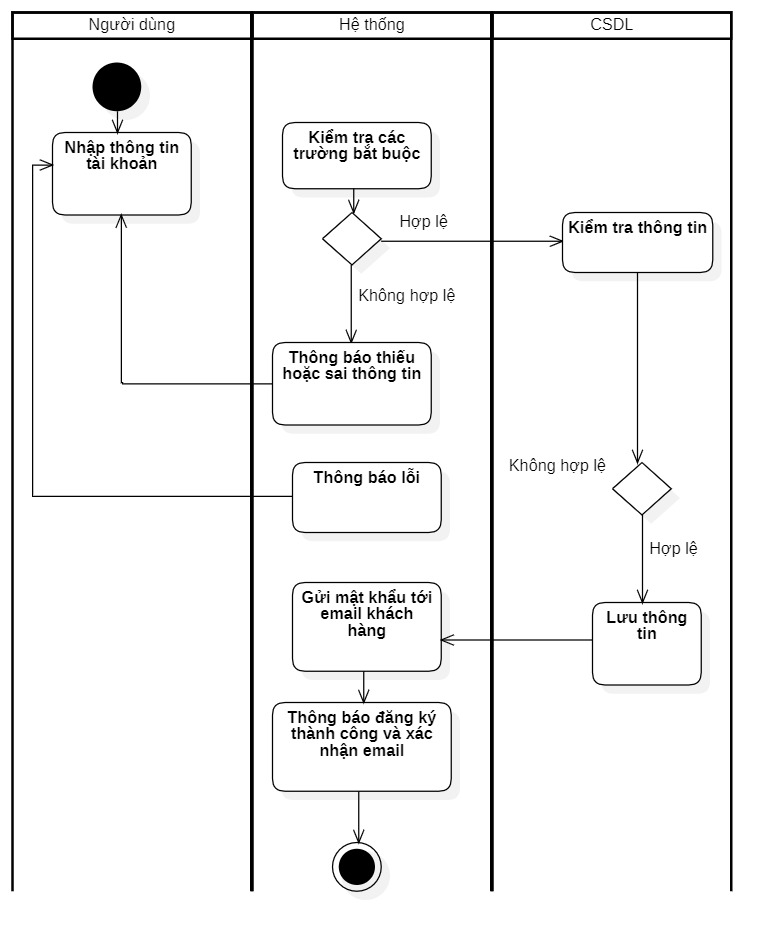 Người dùng
Hệ thống
CSDL
Nhập thông tin
tài khoản
Kiểm tra các
trường bắt buộc
Hợp lệ
Kiểm tra thông tin
Không hợp lệ
Thông báo thiếu
hoặc sai thông tin
Thông báo lỗi
Không hợp lệ
Hợp lệ
Gửi mật khẩu tới
email khách
hàng
Lưu thông
tin
Thông báo đăng ký
thành công và xác
nhận email